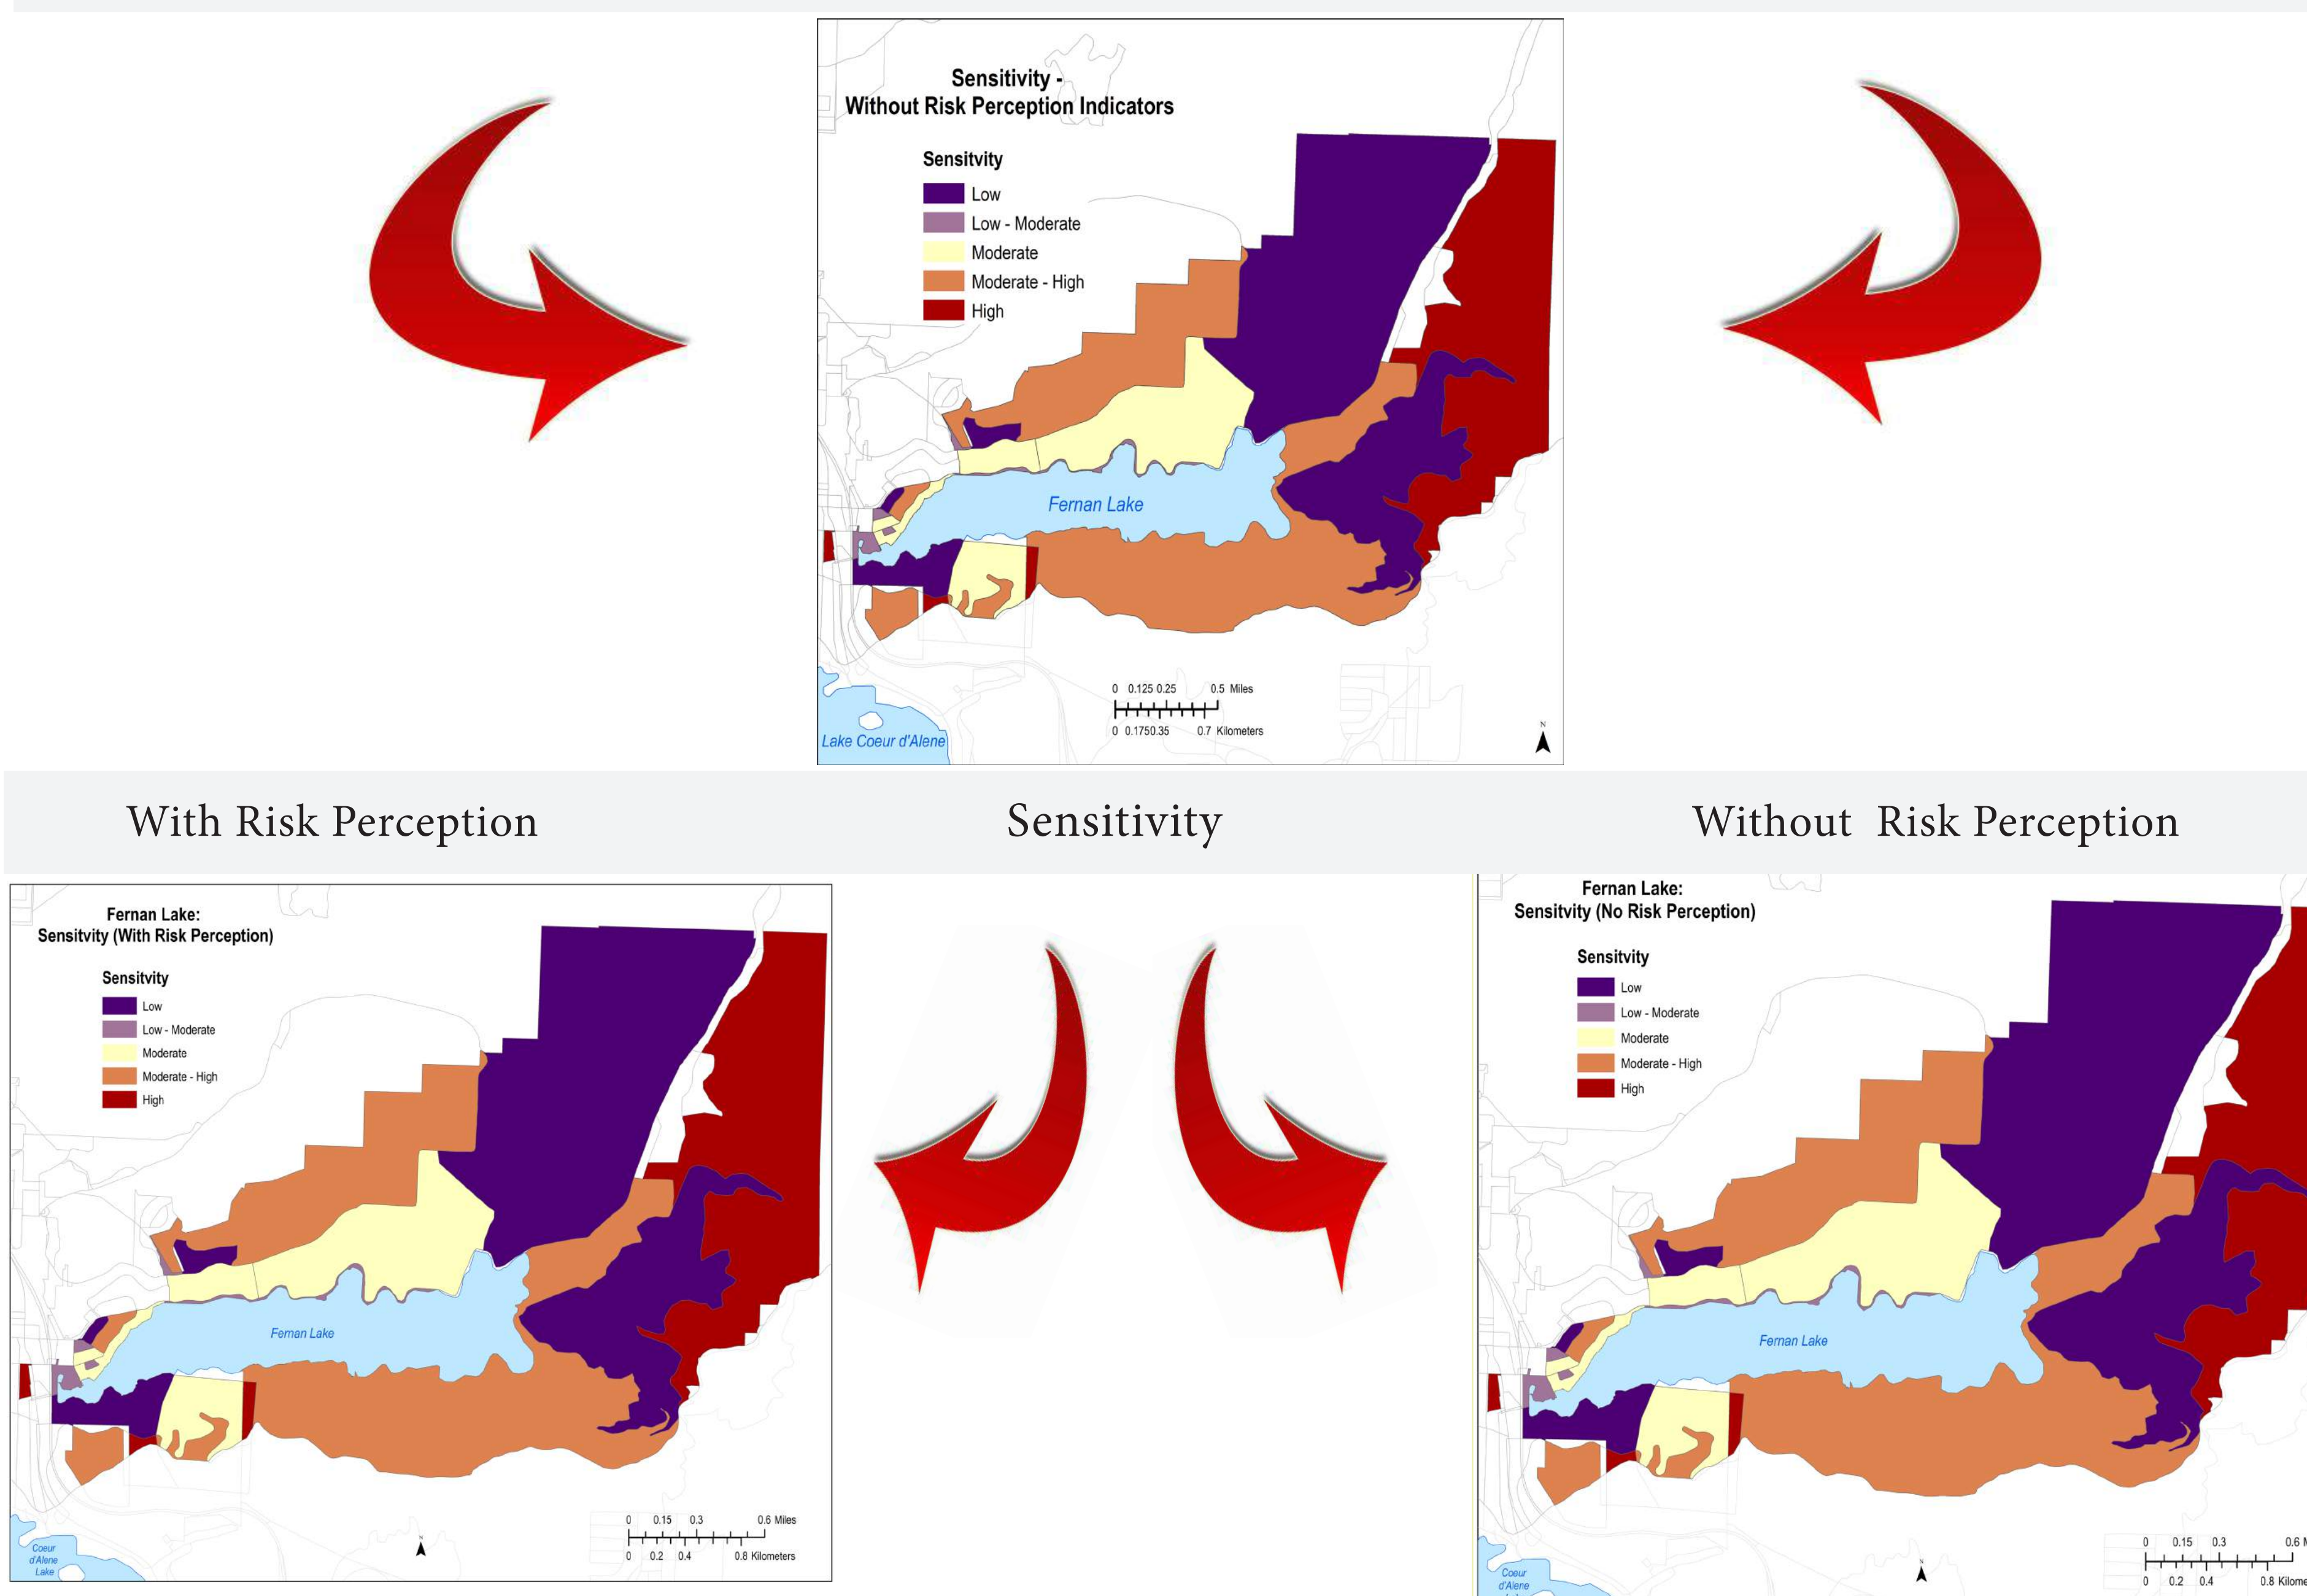 Sensitivity -
Without Risk Perception Indicators
Sensitvity
Low
Low - Moderate
Moderate
Moderate - High
High
Fernan Lake
0 0.125 0.25 0.5 Miles
0 0.1750.35 0.7 Kilometers
N
Lake Coeur d'Alene
With Risk Perception
Sensitivity
Without Risk Perception
Fernan Lake:
Sensitvity (With Risk Perception)
Sensitvity
Low
Low - Moderate
Moderate
Moderate - High
High
Fernan Lake
0 0.15 0.3 0.6 Miles
0 0.2 0.4 0.8 Kilometers
N
Coeur
d'Alene
Lake
Fernan Lake:
Sensitvity (No Risk Perception)
Sensitvity
Low
Low - Moderate
Moderate
Moderate - High
High
Fernan Lake
0 0.15 0.3 0.6 M
0 0.2 0.4 0.8 Kilome
N
Coeur
d'Alene